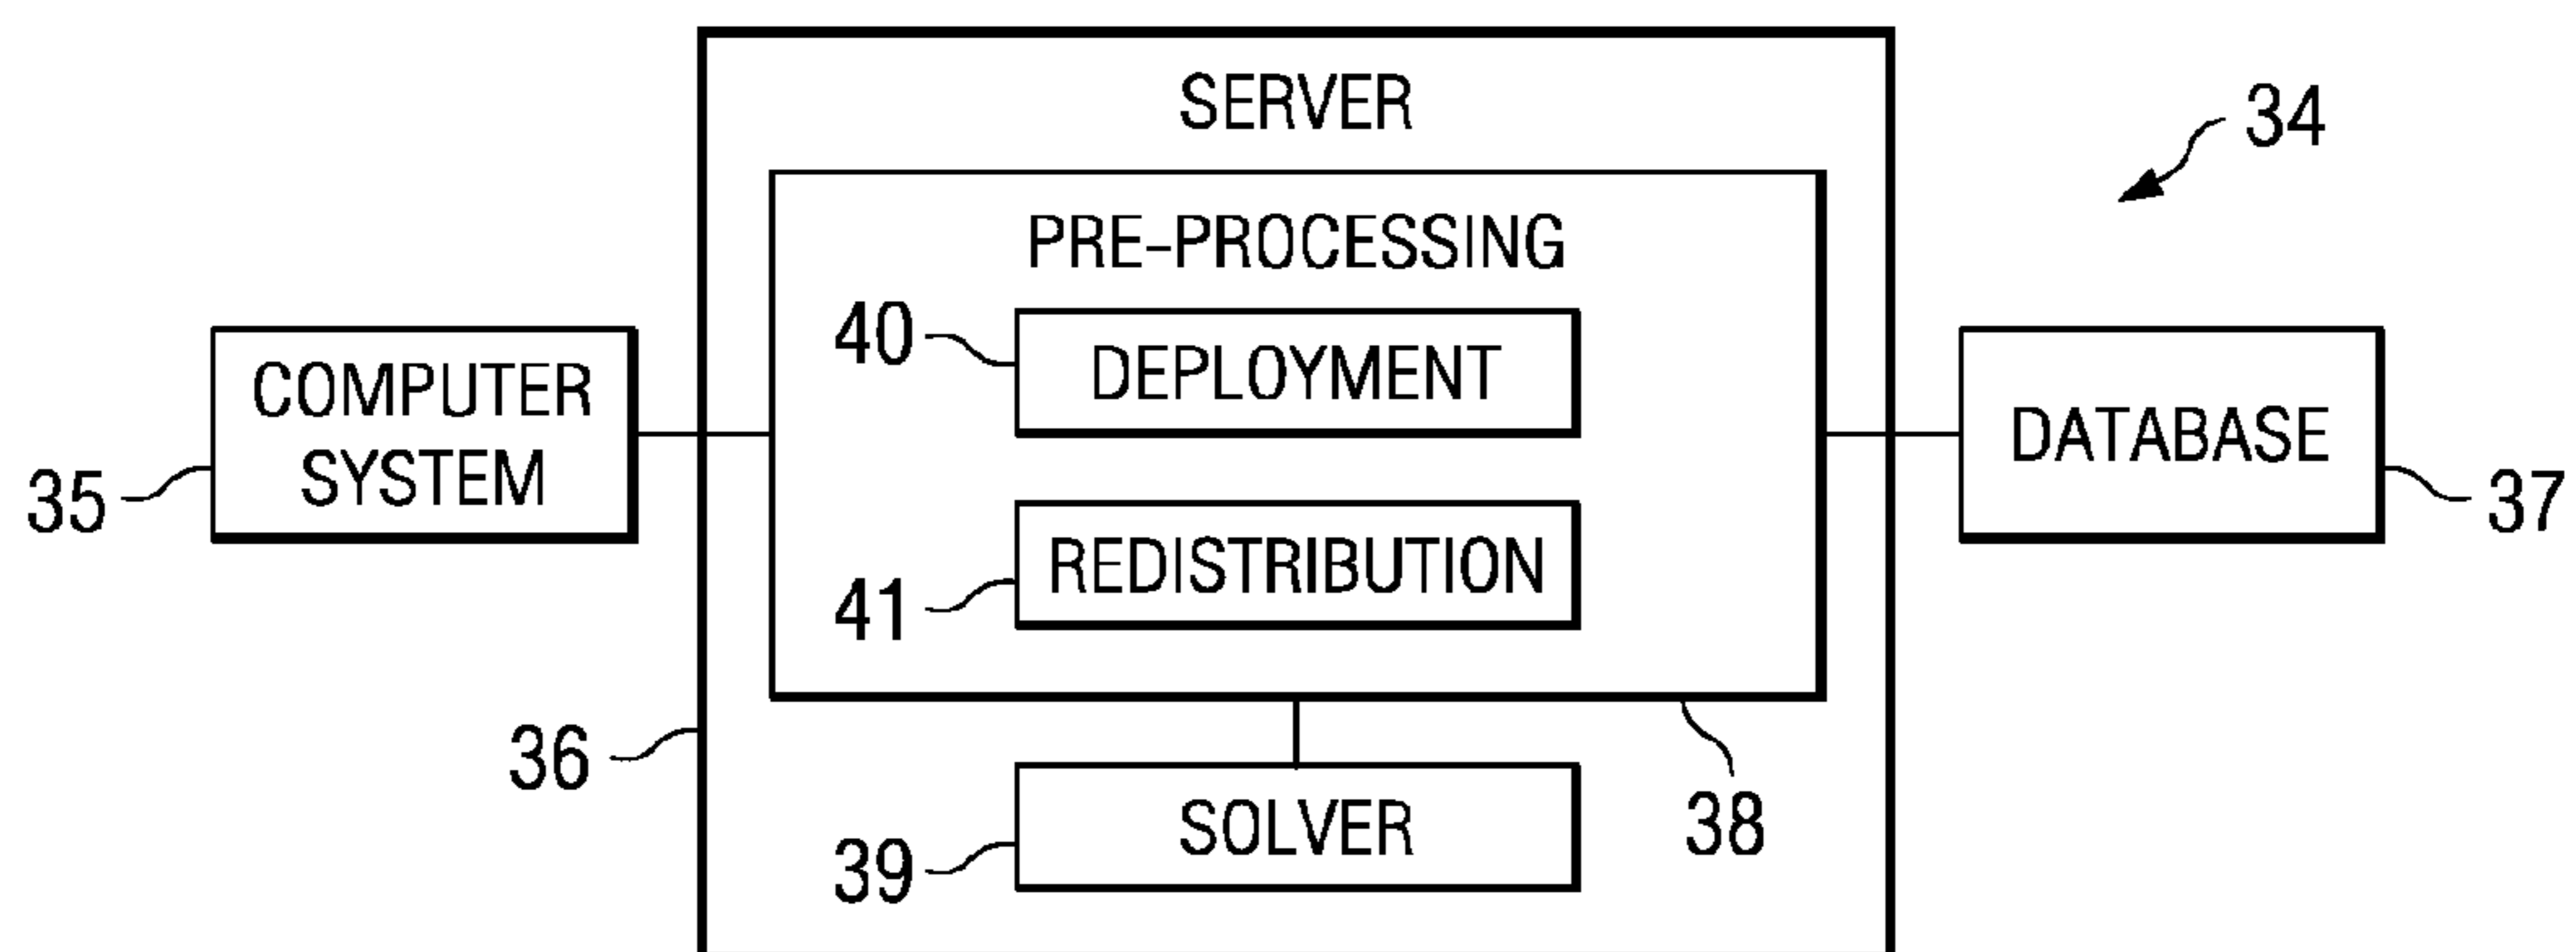 SERVER
34
PRE-PROCESSING
40
DEPLOYMENT
COMPUTER
SYSTEM
35
DATABASE
37
REDISTRIBUTION
41
36
38
SOLVER
39